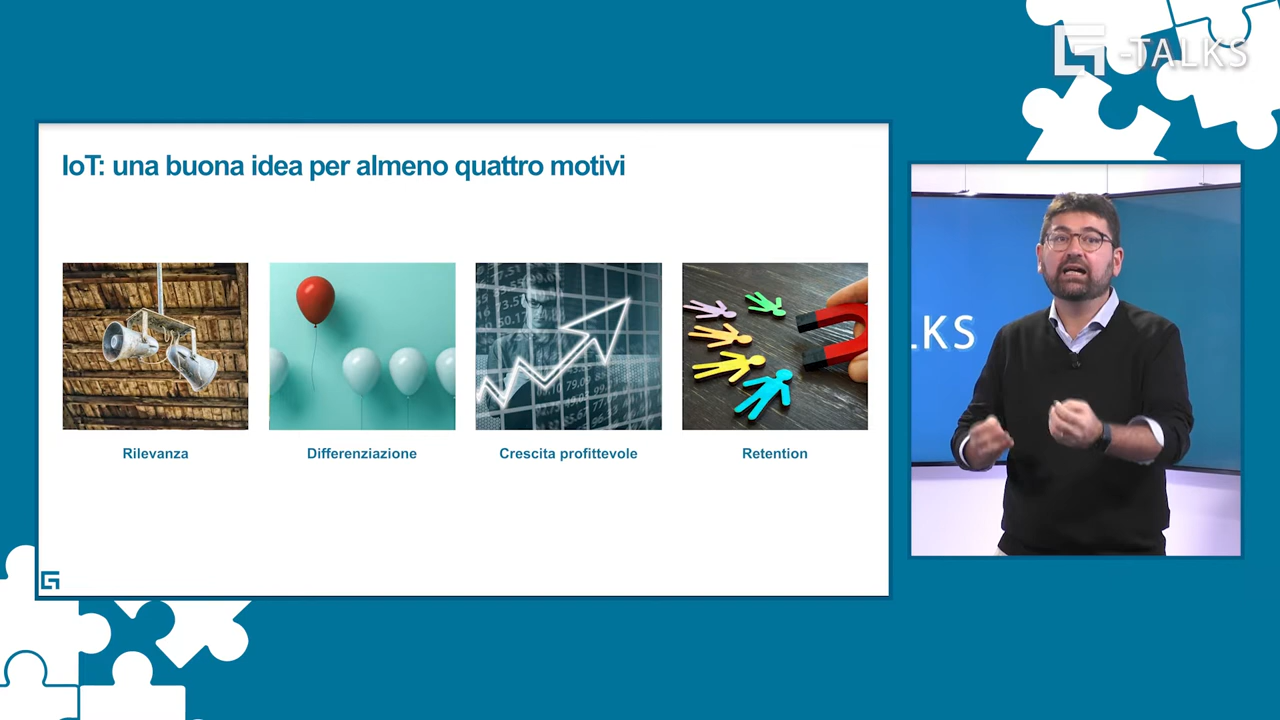 -TALKS
IoT: una buona idea per almeno quattro motivi
Rilevanza
Differenziazione
Crescita profittevole
Retention
LKS